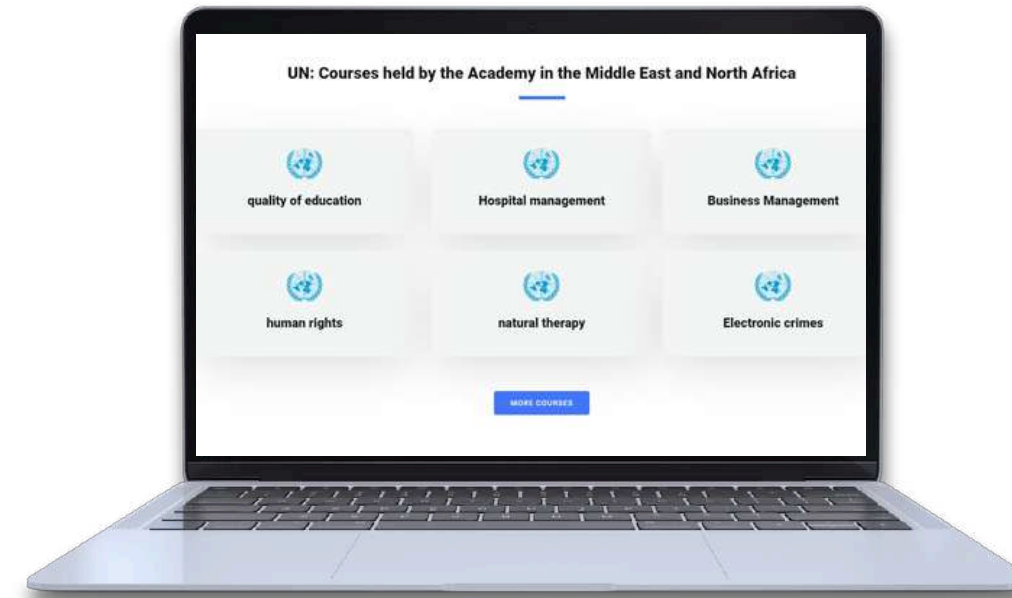 UN: Courses held by the Academy in the Middle East and North Africa
quality of education
Hospital management
Business Management
human rights
natural therapy
Electronic crimes
MORE COURSES